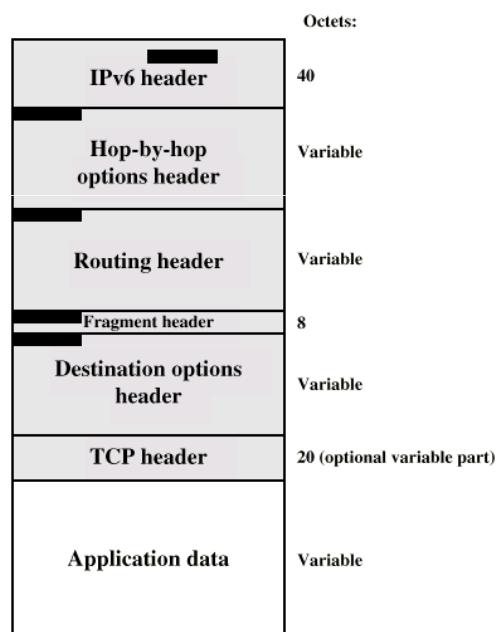 Octets:
IPv6 header
40
Hop-by-hop
options header
Variable
Routing header
Variable
Fragment header
8
Destination options
header
Variable
TCP header
20 (optional variable part)
Application data
Variable